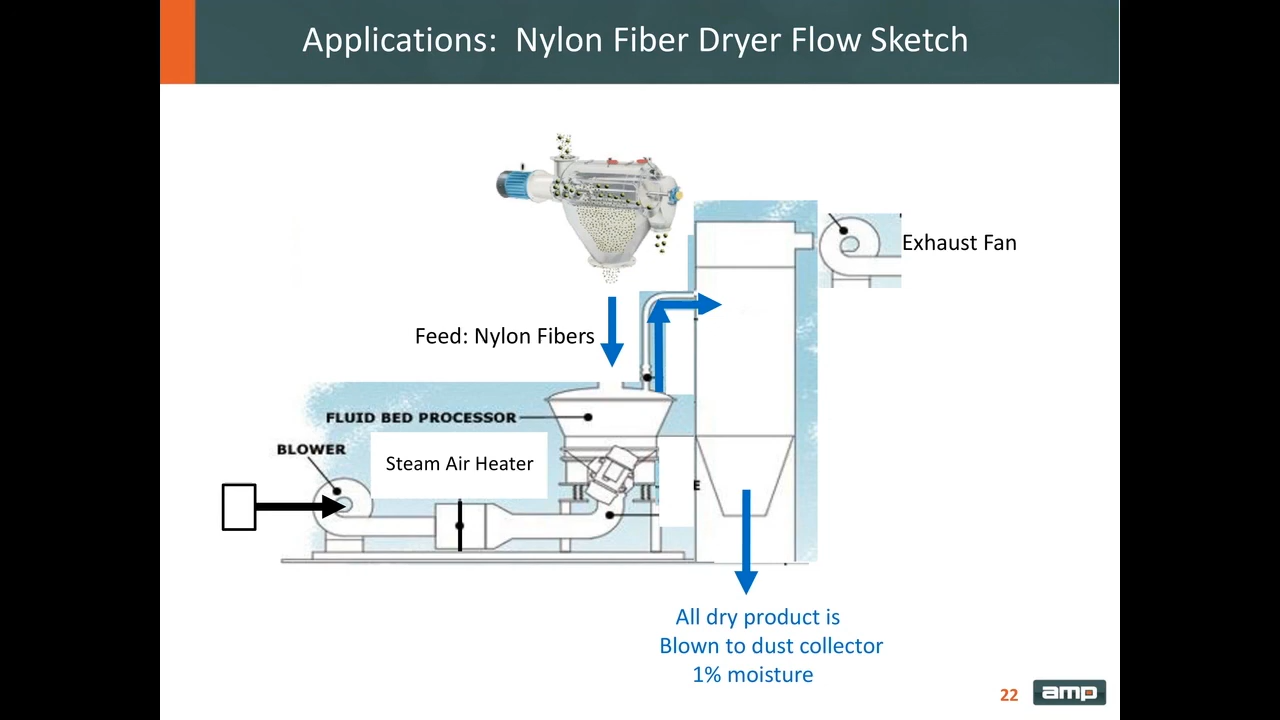 Applications:  Nylon Fiber Dryer Flow Sketch
Exhaust Fan
Feed: Nylon Fibers
FLUID BED PROCESSOR
BLOWER
Steam Air Heater
E
All dry product is
Blown to dust collector
1% moisture
22
amp